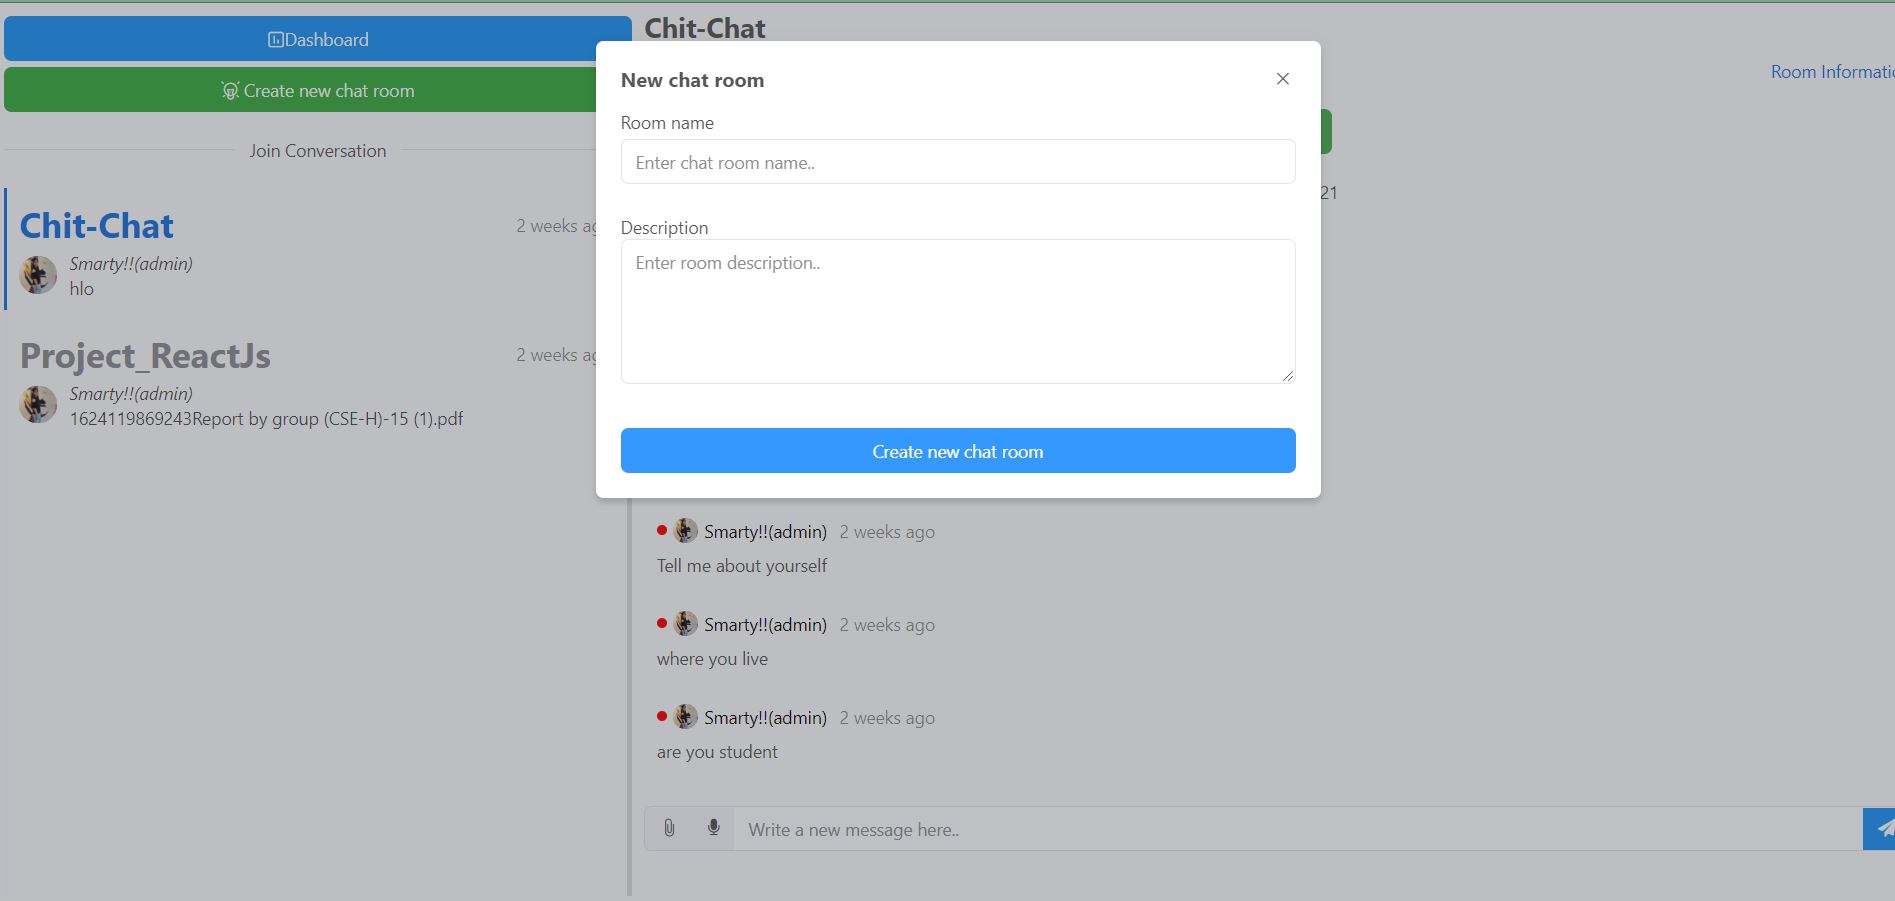 Dashboard
Create new chat room
Join Conversation
Chit-Chat
2 weeks
Smarty!!(admin)
hlo
Project_ReactJs
2 weeks
Smarty!!(admin)
1624119869243Report by group (CSE-H)-15 (1).pdf
Chit-Chat
Room
21
New chat room
Room name
Enter chat room name..
Description
Enter room description..
Create new chat room
Smarty!!(admin) 2 weeks ago
Tell me about yourself
Smarty!!(admin) 2 weeks ago
where you live
Smarty!!(admin) 2 weeks ago
are you student
Write a new message here..